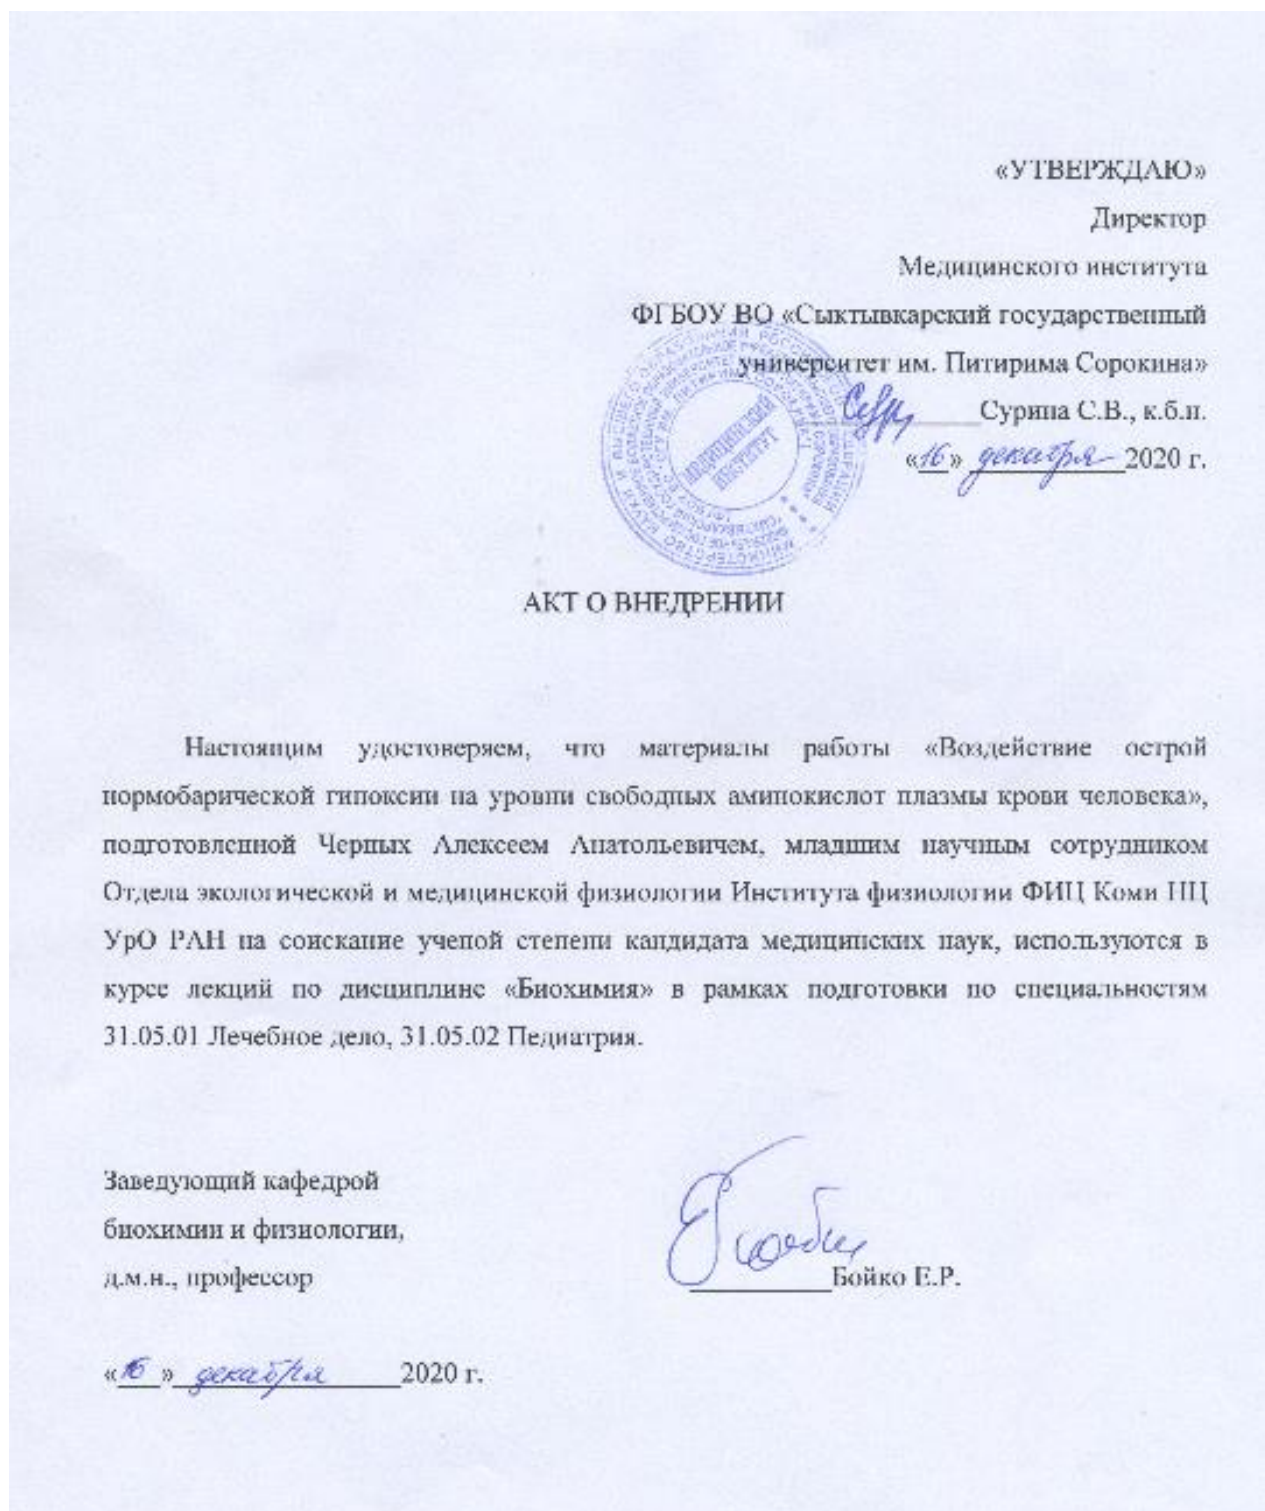 «УТВЕРЖДАЮ»
Директор
Медицинского института
ФГБОУ ВО «Сыктывкарский государственный
университет им. Питирима Сорокина»
Сурина С.В., к.б.н.
«16» декабря 2020 г.
МЕДИЦИНСКИЙ
ИНСТИТУТ
АКТ О ВНЕДРЕНИИ
Настоящим удостоверяем, что материалы работы «Воздействие острой
нормобарической гипоксии на уровни свободных аминокислот плазмы крови человека»,
подготовленной Черных Алексеем Анатольевичем, младшим научным сотрудником
Отдела экологической и медицинской физиологии Института физиологии ФИЦ Коми НЦ
УрО РАН на соискание ученой степени кандидата медицинских наук, используются в
курсе лекций по дисциплине «Биохимия» в рамках подготовки по специальностям
31.05.01 Лечебное дело, 31.05.02 Педиатрия.
Заведующий кафедрой
биохимии и физиологии,
д.м.н., профессор
Бойко Е.Р.
«16» декабря 2020 г.